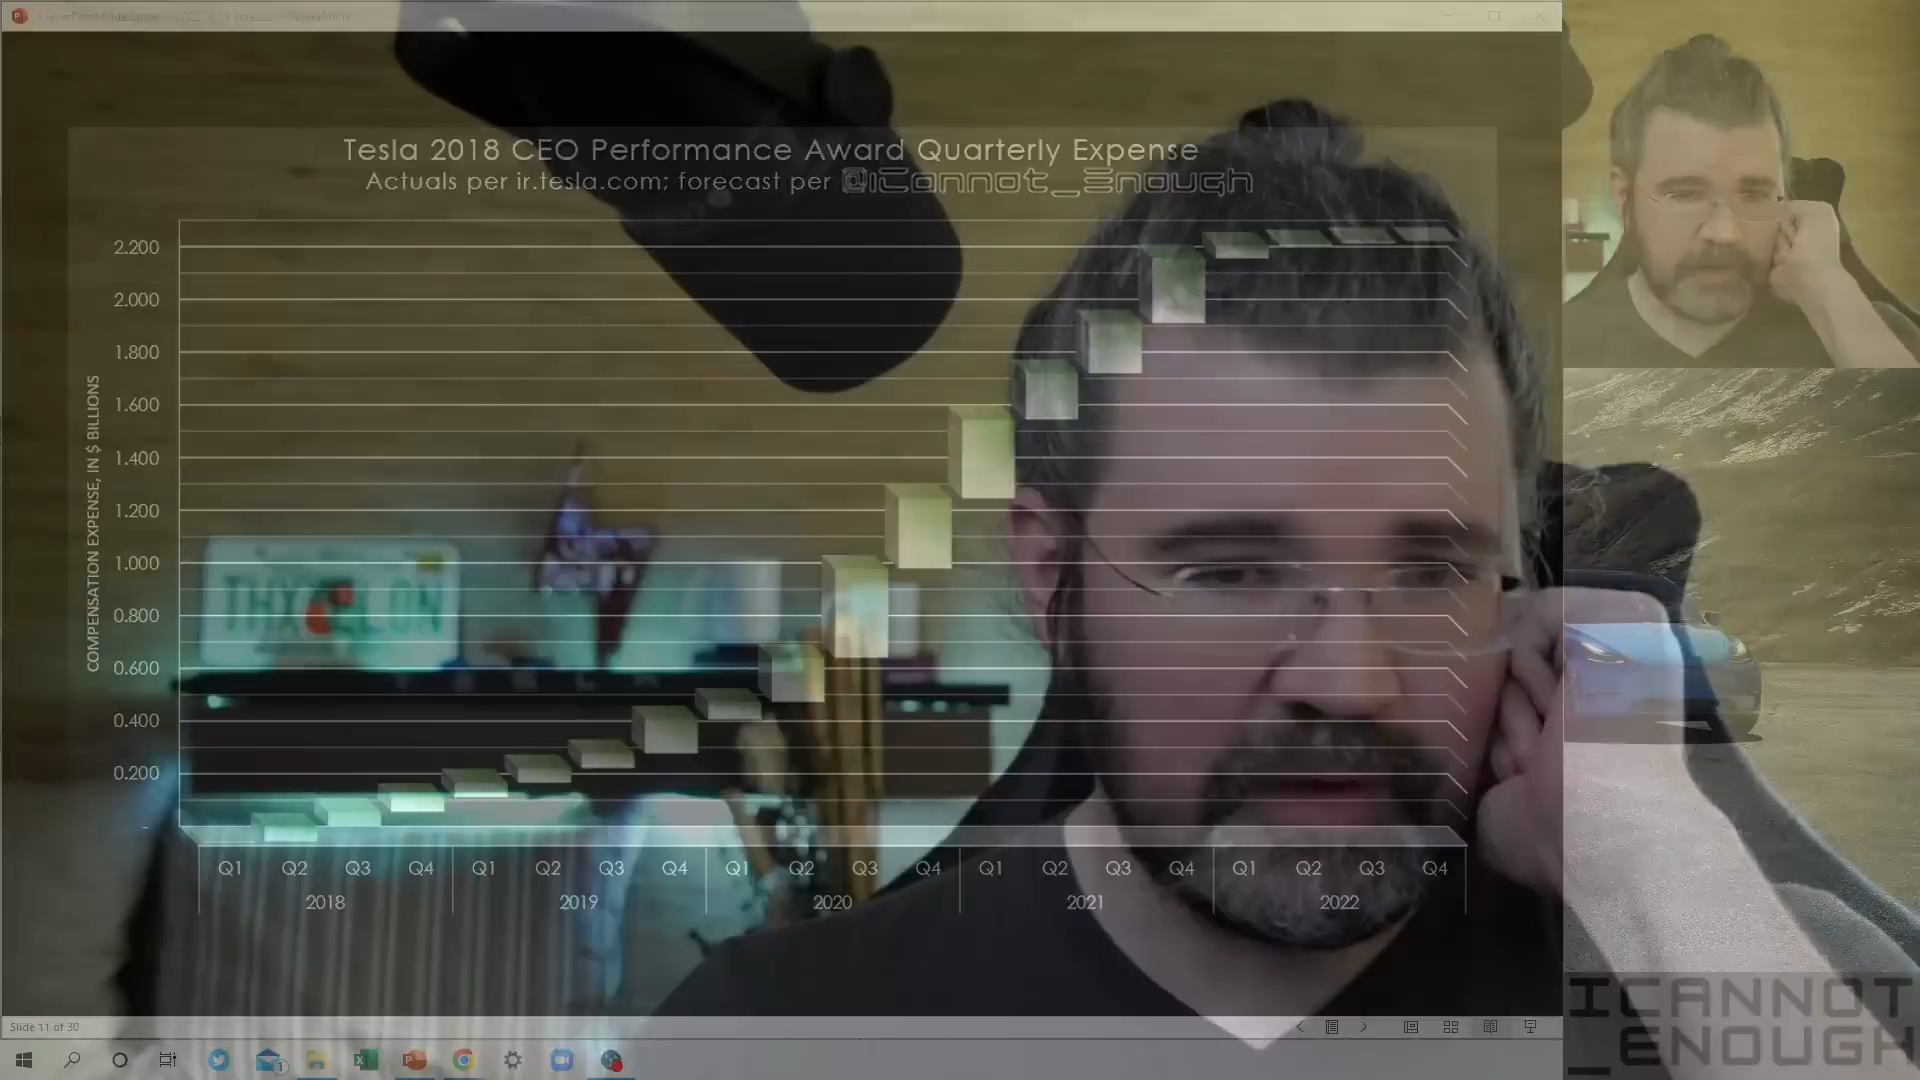 Tesla 2018 CEO Performance Award Quarterly Expense
Actuals per ir.tesla.com; forecast per @iCannot_Enough
COMPENSATION EXPENSE, IN $ BILLIONS
2.200
2.000
1.800
1.600
1.400
1.200
1.000
0.800
0.600
0.400
0.200
-
Q1 Q2 Q3 Q4 Q1 Q2 Q3 Q4 Q1 Q2 Q3 Q4 Q1 Q2 Q3 Q4 Q1 Q2 Q3 Q4
2018 2019 2020 2021 2022
Slide 11 of 30
ICANNOT
_ENOUGH